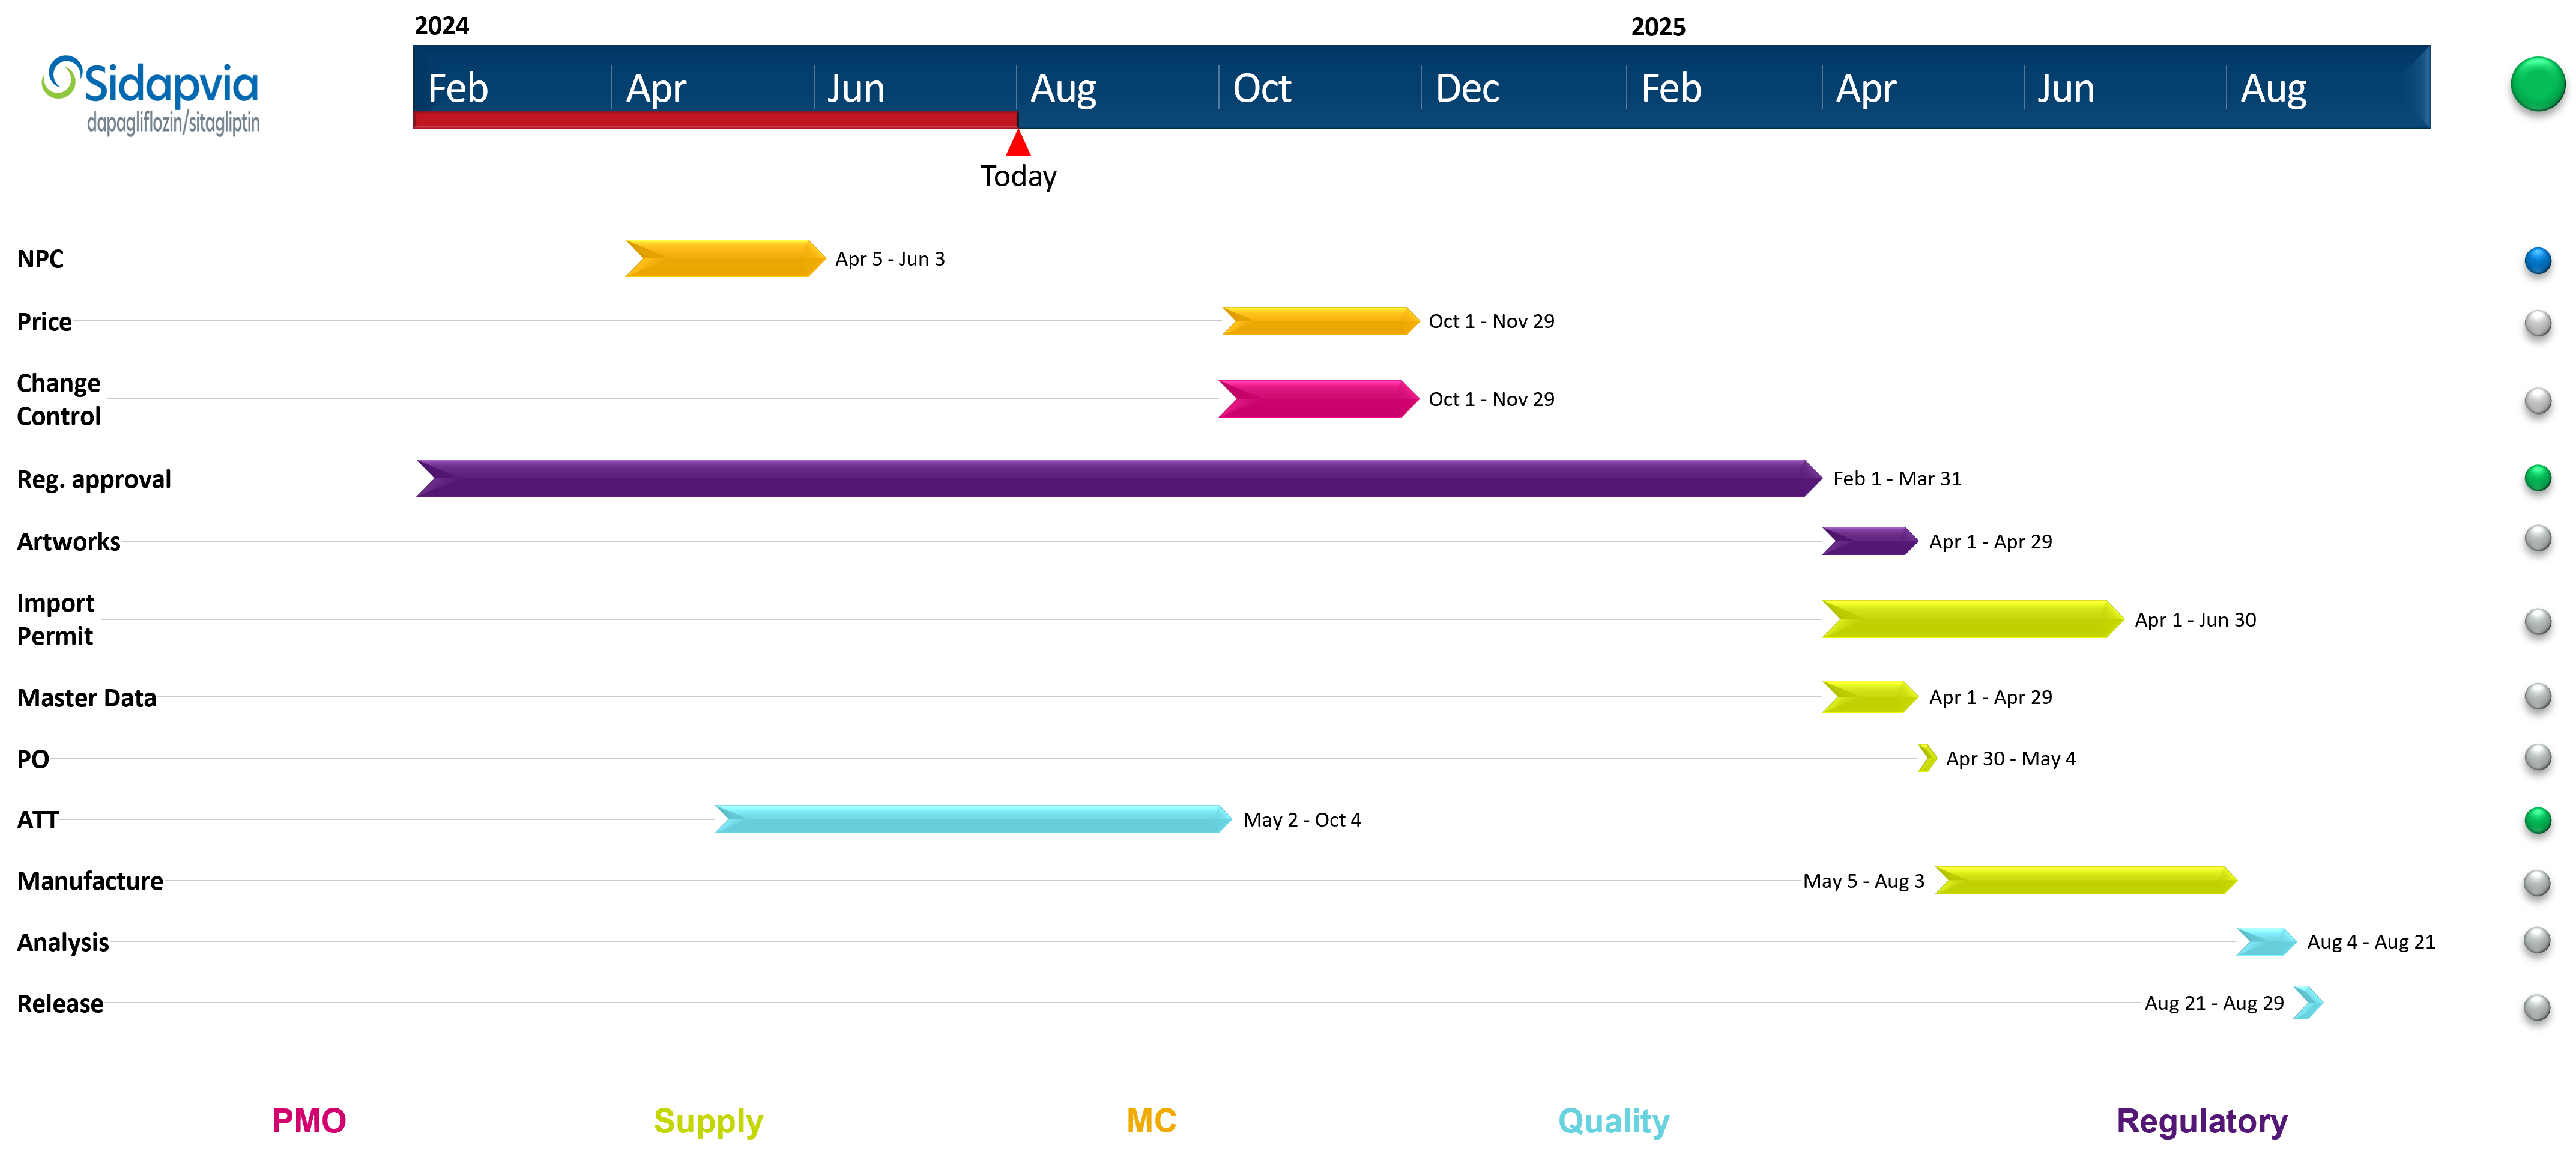 2024 2025
Sidapvia
dapagliflozin/sitagliptin
Feb Apr Jun Aug Oct Dec Feb Apr Jun Aug
Today
NPC Apr 5 - Jun 3
Price Oct 1 - Nov 29
Change
Control Oct 1 - Nov 29
Reg. approval Feb 1 - Mar 31
Artworks Apr 1 - Apr 29
Import
Permit Apr 1 - Jun 30
Master Data Apr 1 - Apr 29
PO Apr 30 - May 4
ATT May 2 - Oct 4
Manufacture May 5 - Aug 3
Analysis Aug 4 - Aug 21
Release Aug 21 - Aug 29
PMO Supply MC Quality Regulatory